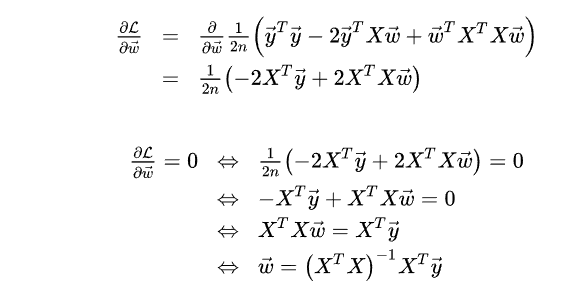 ∂ℒ/∂w⃗ = ∂/∂w⃗ 1/2n (y⃗ᵀy⃗ − 2y⃗ᵀXw⃗ + w⃗ᵀXᵀXw⃗)
= 1/2n (−2Xᵀy⃗ + 2XᵀXw⃗)
∂ℒ/∂w⃗ = 0 ⇔ 1/2n (−2Xᵀy⃗ + 2XᵀXw⃗) = 0
⇔ −Xᵀy⃗ + XᵀXw⃗ = 0
⇔ XᵀXw⃗ = Xᵀy⃗
⇔ w⃗ = (XᵀX)⁻¹Xᵀy⃗